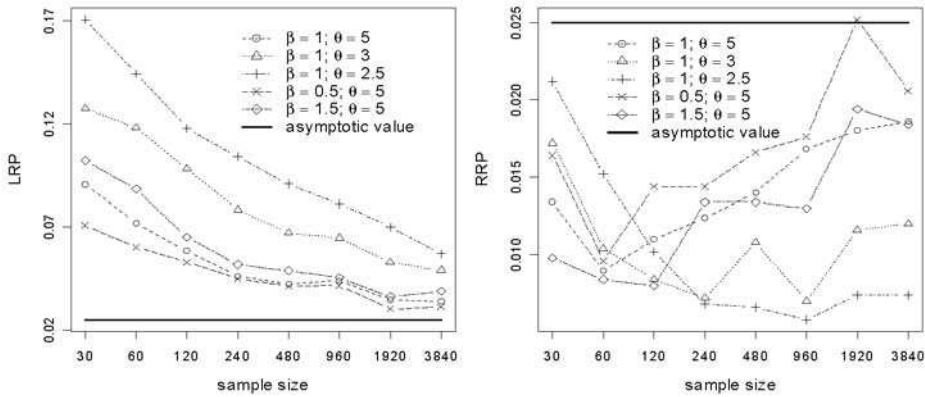 LRP
0.17
0.12
0.07
0.02
β = 1; θ = 5
β = 1; θ = 3
β = 1; θ = 2.5
β = 0.5; θ = 5
β = 1.5; θ = 5
asymptotic value
30 60 120 240 480 960 1920 3840
sample size
RRP
0.025
0.020
0.015
0.010
β = 1; θ = 5
β = 1; θ = 3
β = 1; θ = 2.5
β = 0.5; θ = 5
β = 1.5; θ = 5
asymptotic value
30 60 120 240 480 960 1920 3840
sample size